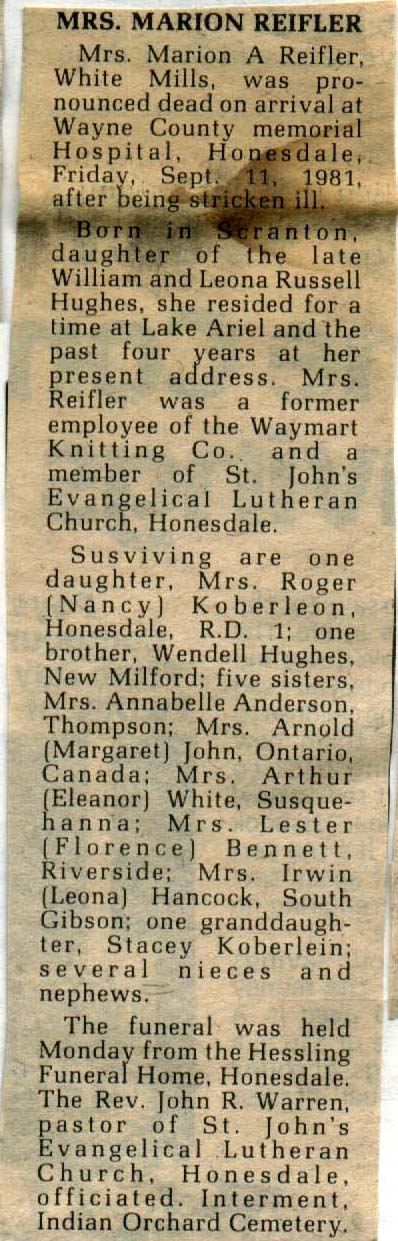 MRS. MARION REIFLER
Mrs. Marion A Reifler,
White Mills, was pro-
nounced dead on arrival at
Wayne County memorial
Hospital, Honesdale,
Friday, Sept. 11, 1981,
after being stricken ill.
Born in Scranton,
daughter of the late
William and Leona Russell
Hughes, she resided for a
time at Lake Ariel and the
past four years at her
present address. Mrs.
Reifler was a former
employee of the Waymart
Knitting Co., and a
member of St. John's
Evangelical Lutheran
Church, Honesdale.
Susviving are one
daughter, Mrs. Roger
(Nancy) Koberleon,
Honesdale, R.D. 1; one
brother, Wendell Hughes,
New Milford; five sisters,
Mrs. Annabelle Anderson,
Thompson; Mrs. Arnold
(Margaret) John, Ontario,
Canada; Mrs. Arthur
(Eleanor) White, Susque-
hanna; Mrs. Lester
(Florence) Bennett,
Riverside; Mrs. Irwin
(Leona) Hancock, South
Gibson; one granddaugh-
ter, Stacey Koberlein;
several nieces and
nephews.
The funeral was held
Monday from the Hessling
Funeral Home, Honesdale.
The Rev. John R. Warren,
pastor of St. John's
Evangelical Lutheran
Church, Honesdale,
officiated. Interment,
Indian Orchard Cemetery.